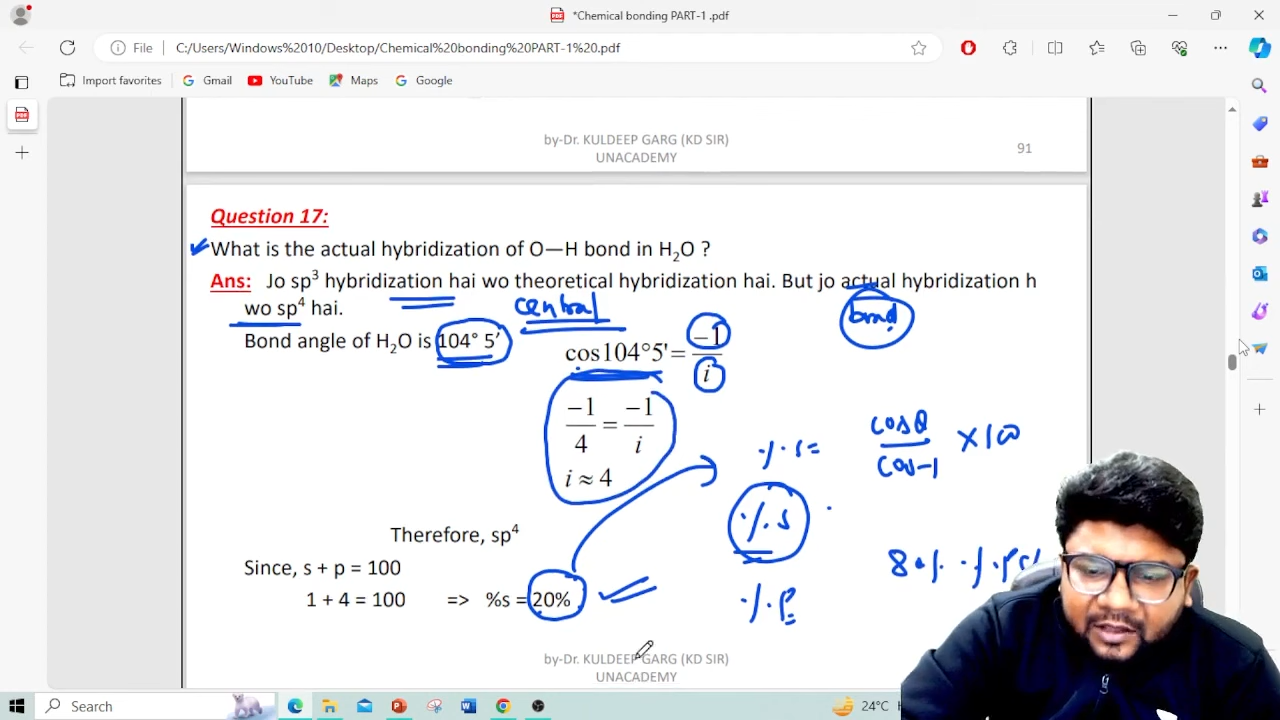 *Chemical bonding PART-1 .pdf
File C:/Users/Windows%2010/Desktop/Chemical%20bonding%20PART-1%20.pdf
Import favorites Gmail YouTube Maps Google
by-Dr. KULDEEP GARG (KD SIR)
UNACADEMY
91
Question 17:
What is the actual hybridization of O—H bond in H₂O ?
Ans: Jo sp³ hybridization hai wo theoretical hybridization hai. But jo actual hybridization h
wo sp⁴ hai.
central
bond
Bond angle of H₂O is 104° 5′
cos104°5' = -1/i
-1/4 = -1/i
i ≈ 4
%s = cosθ/cosθ-1 ×100
%s
80% %p
%p
Therefore, sp⁴
Since, s + p = 100
1 + 4 = 100 => %s = 20%
by-Dr. KULDEEP GARG (KD SIR)
UNACADEMY
Search
24°C